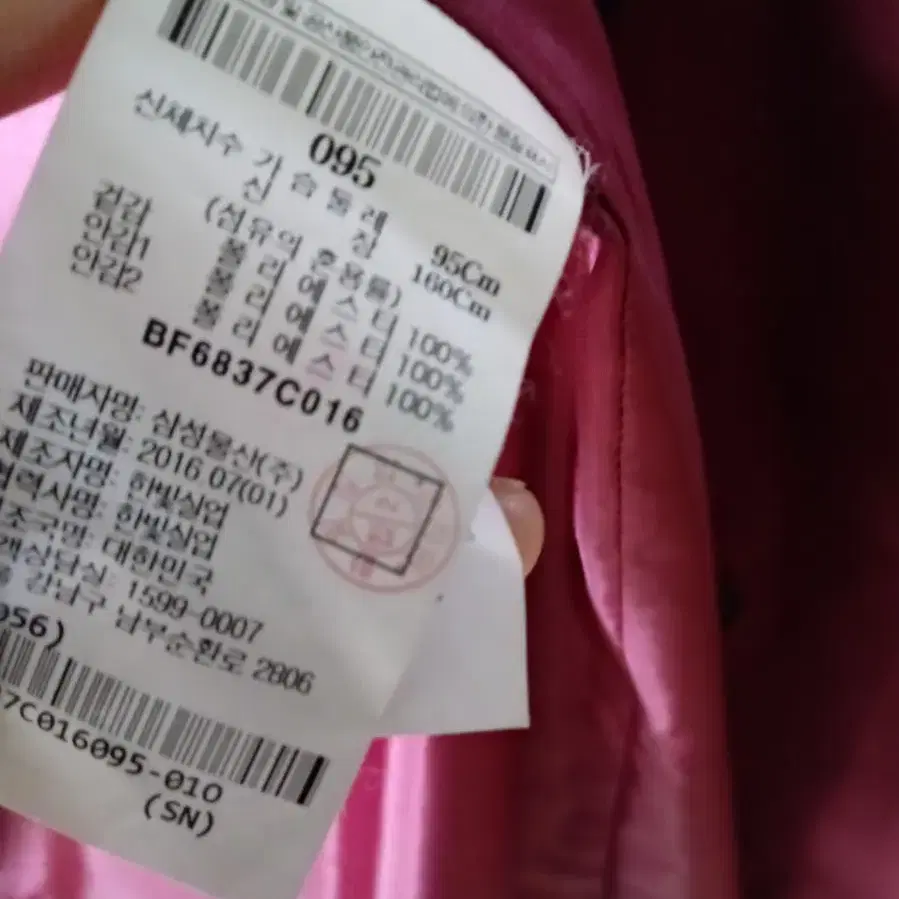 095
신체치수 가슴둘레 95Cm
신장 160Cm
(섬유의 혼용률)
겉감 폴리에스터 100%
안감1 폴리에스터 100%
안감2 폴리에스터 100%
BF6837C016
판매자명: 삼성물산(주)
제조년월: 2016.07(01)
제조자명: 한빛실업
협력사명: 한빛실업
제조국명: 대한민국
고객상담실: 1599-0007
강남구 남부순환로 2806
056)
7C016095-010
(SN)